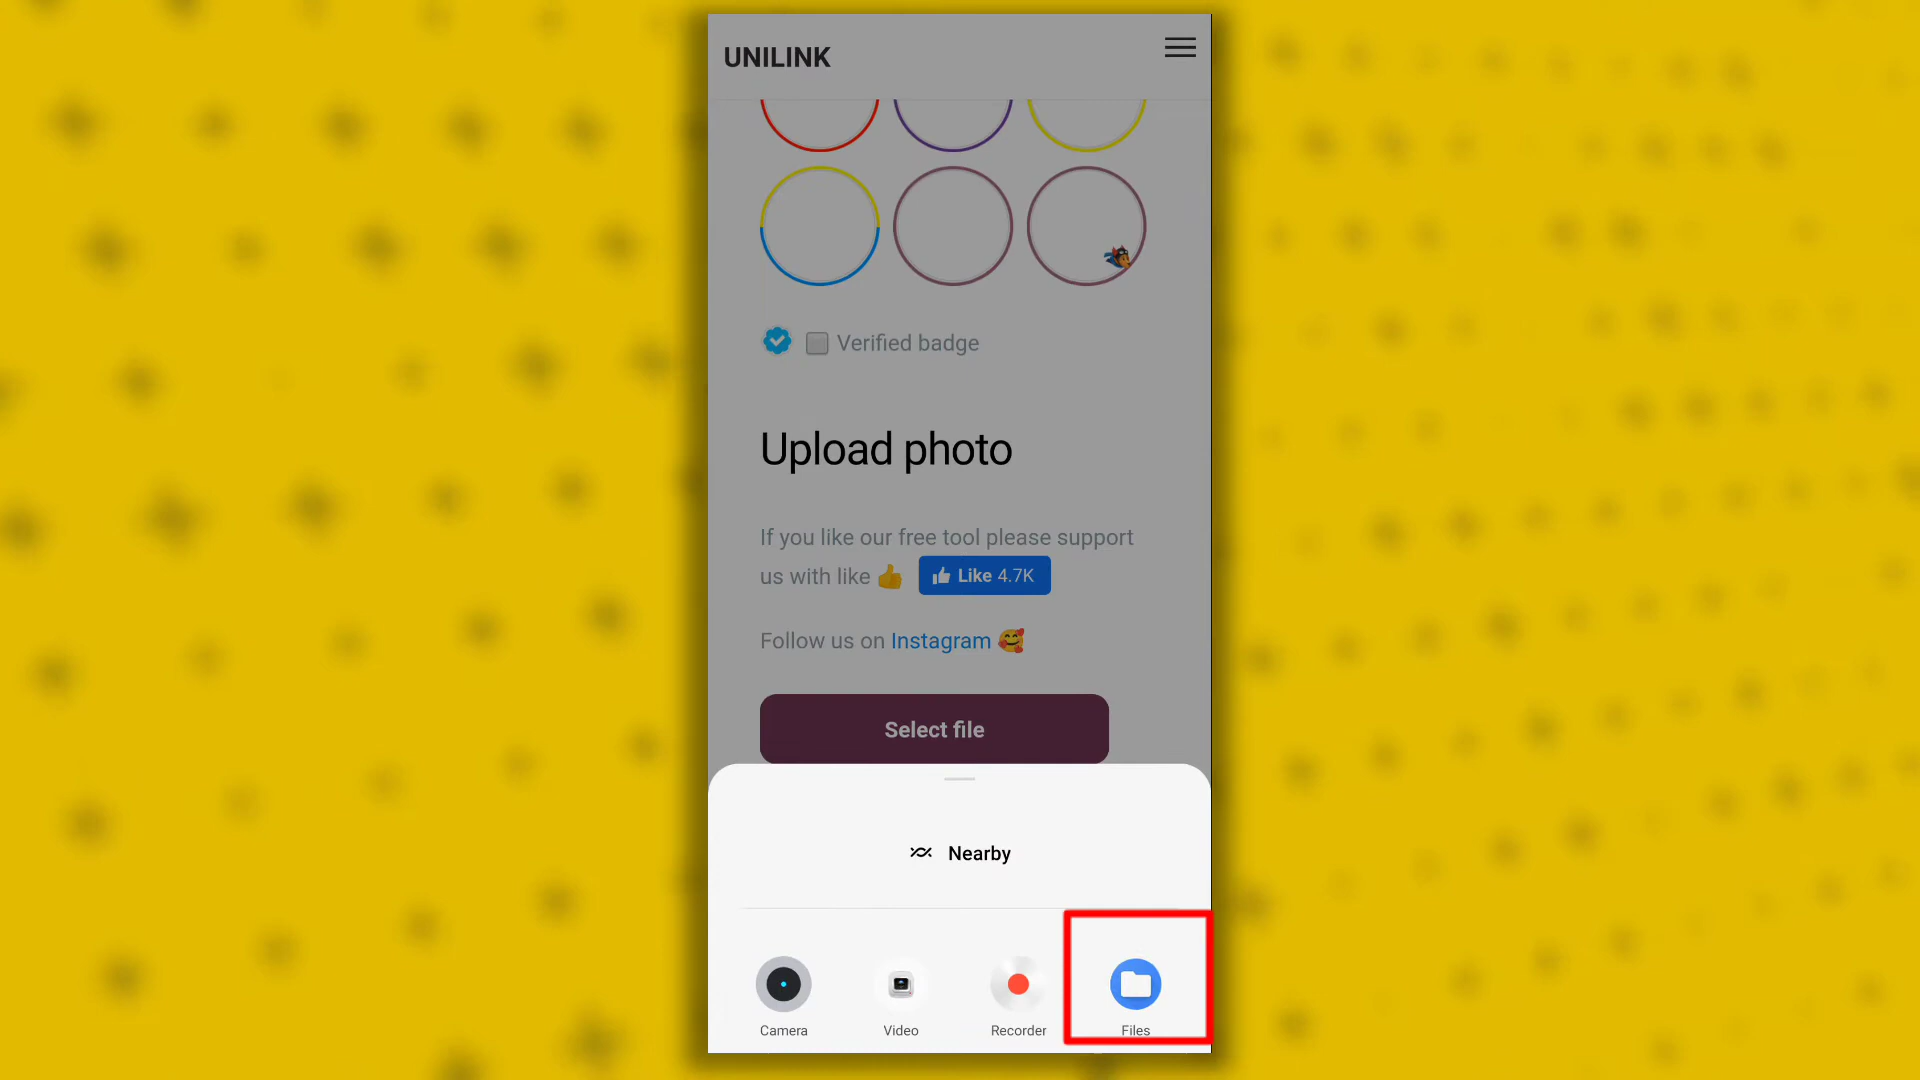 UNILINK
Verified badge
Upload photo
If you like our free tool please support
us with like 👍 Like 4.7K
Follow us on Instagram 🥰
Select file
Nearby
Camera Video Recorder Files